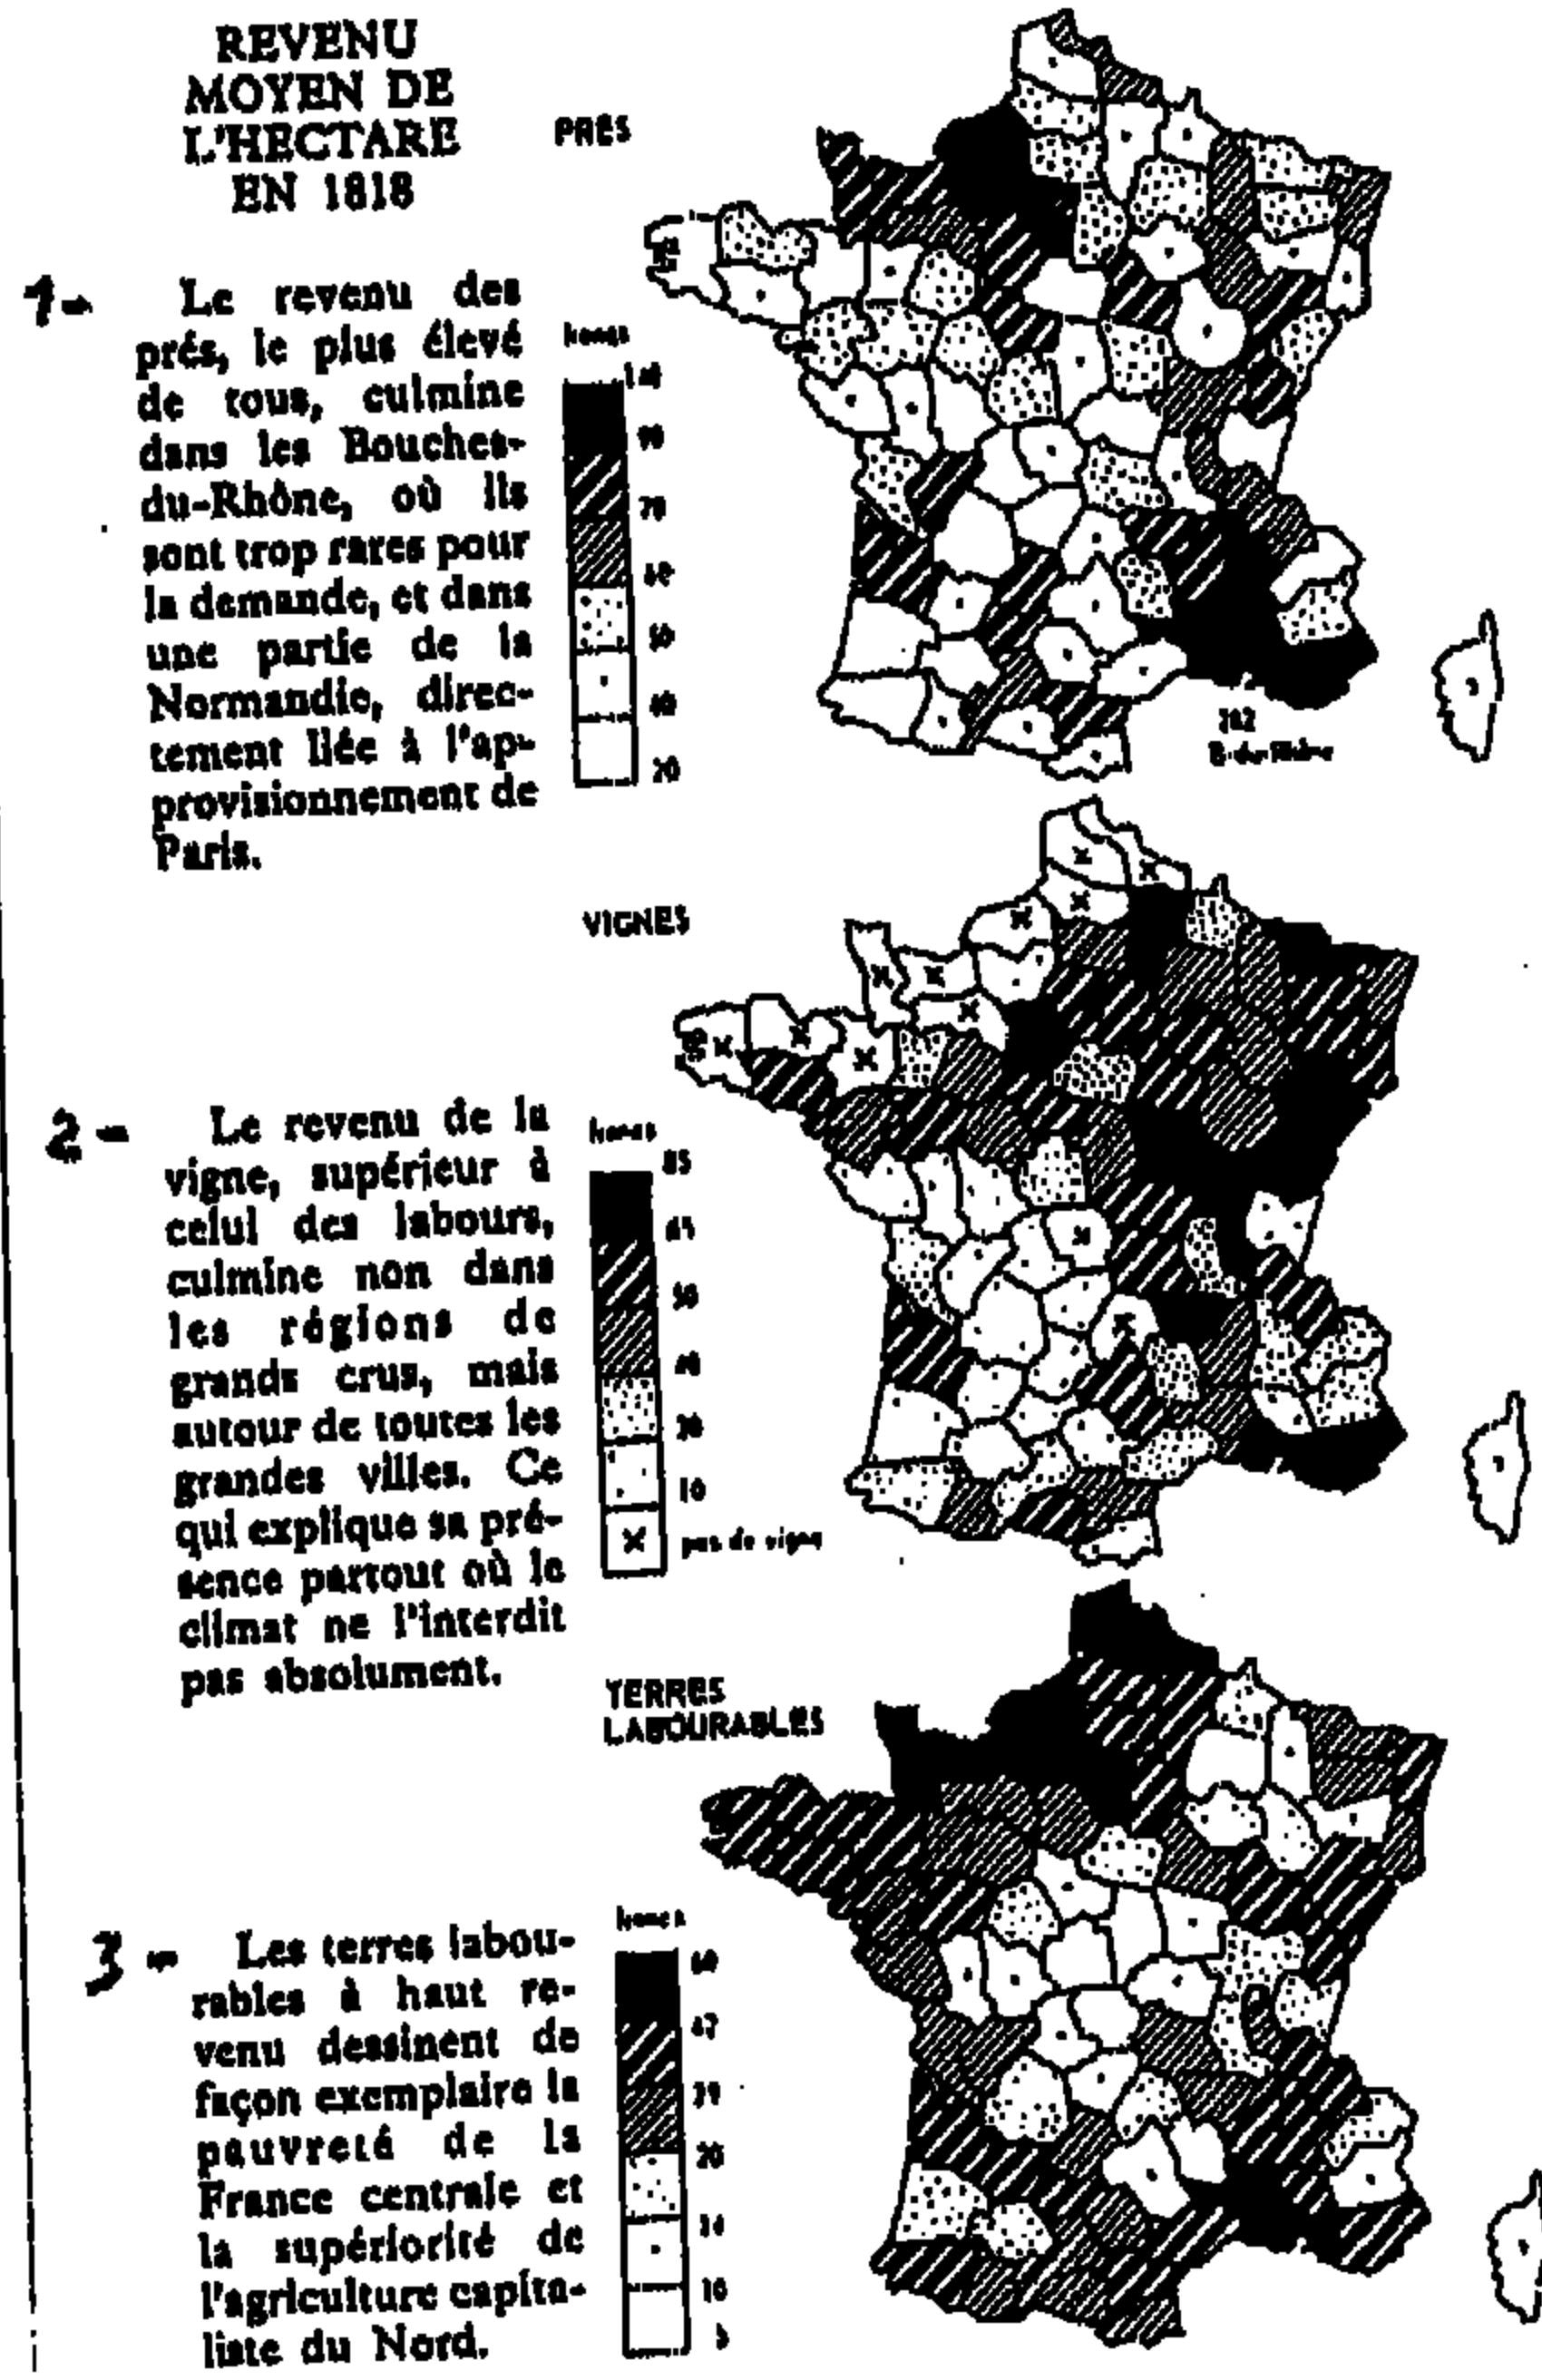 REVENU
MOYEN DE
L'HECTARE
EN 1818
PRÉS
1-
Le revenu des
prés, le plus élevé
de tous, culmine
dans les Bouches-
du-Rhône, où ils
sont trop rares pour
la demande, et dans
une partie de la
Normandie, direc-
tement liée à l'ap-
provisionnement de
Paris.
francs
90
70
60
50
40
20
B-du-Rhône
VIGNES
2-
Le revenu de la
vigne, supérieur à
celui des labours,
culmine non dans
les régions de
grands crus, mais
autour de toutes les
grandes villes. Ce
qui explique sa pré-
sence partout où le
climat ne l'interdit
pas absolument.
francs
85
65
50
40
20
10
pas de vigne
TERRES
LABOURABLES
3-
Les terres labou-
rables à haut re-
venu dessinent de
façon exemplaire la
pauvreté de la
France centrale et
la supériorité de
l'agriculture capita-
liste du Nord.
francs
20
10